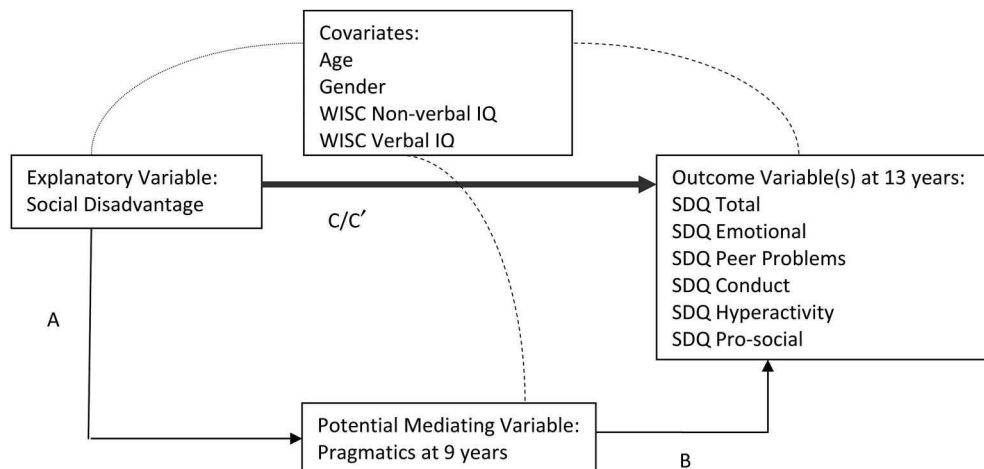 Covariates:
Age
Gender
WISC Non-verbal IQ
WISC Verbal IQ
Explanatory Variable:
Social Disadvantage
C/C′
Outcome Variable(s) at 13 years:
SDQ Total
SDQ Emotional
SDQ Peer Problems
SDQ Conduct
SDQ Hyperactivity
SDQ Pro-social
A
Potential Mediating Variable:
Pragmatics at 9 years
B